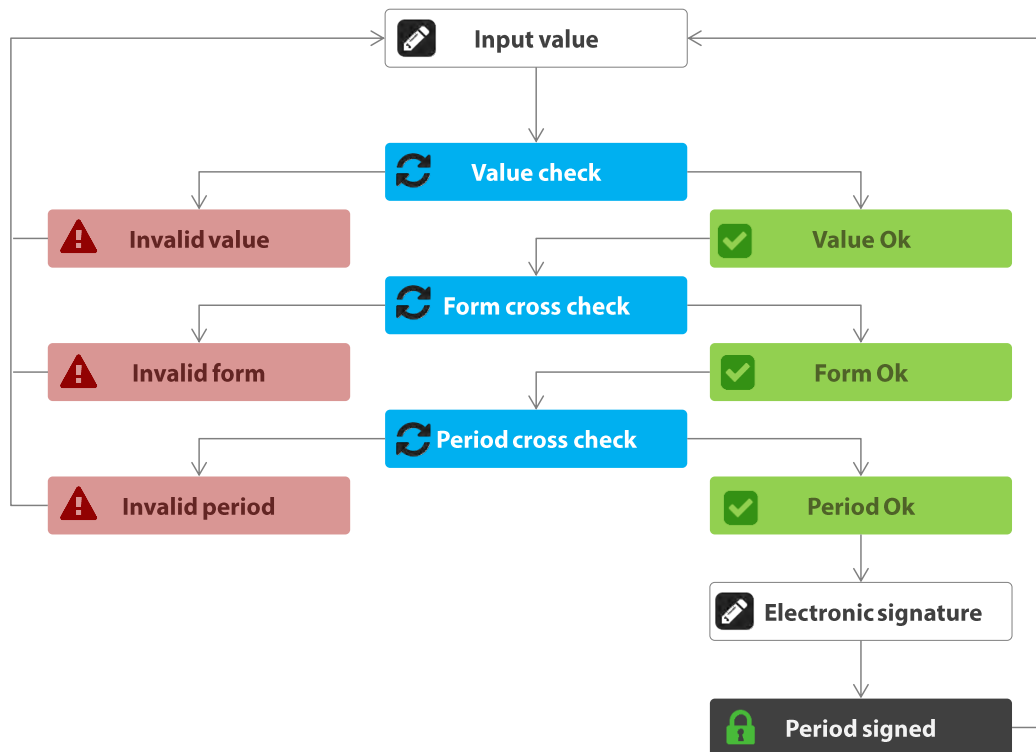 Input value
Value check
Invalid value
Value Ok
Form cross check
Invalid form
Form Ok
Period cross check
Invalid period
Period Ok
Electronic signature
Period signed